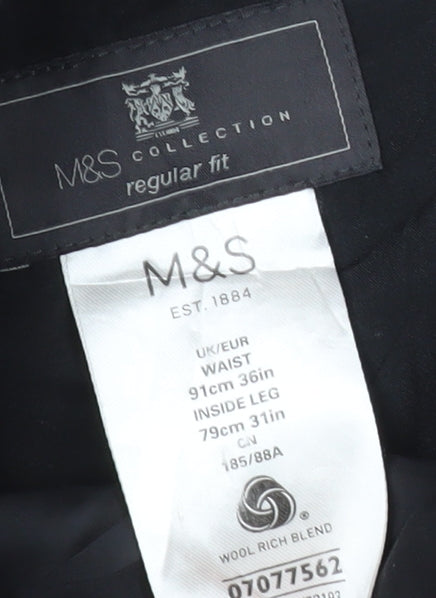 M&S COLLECTION
regular fit
M&S
EST. 1884
UK/EUR
WAIST
91cm 36in
INSIDE LEG
79cm 31in
CN
185/88A
®
WOOL RICH BLEND
07077562